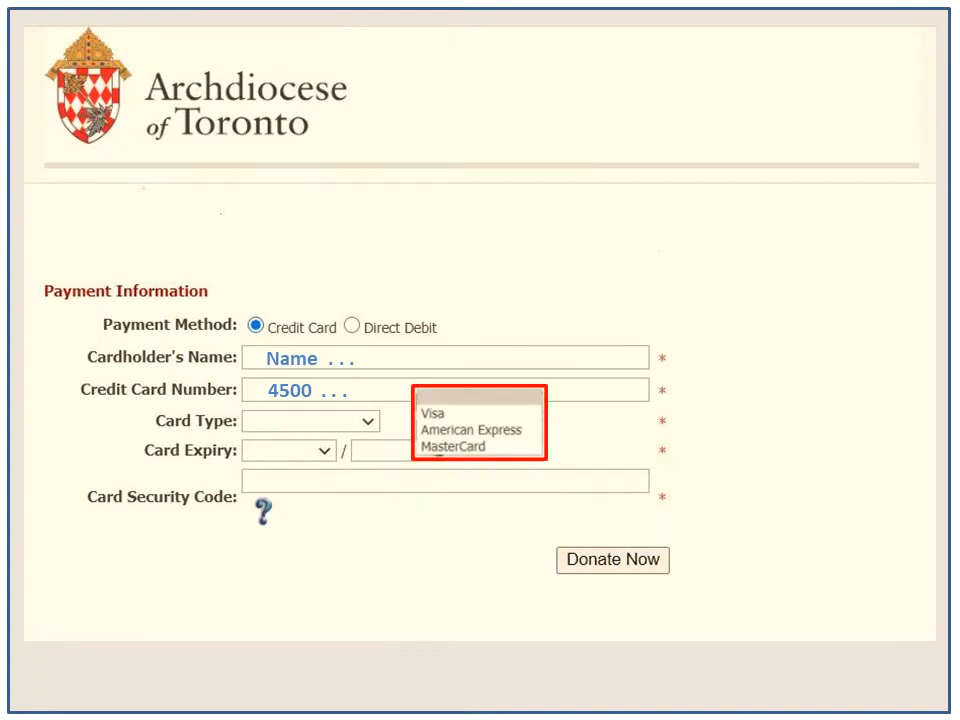 Archdiocese
of Toronto
Payment Information
Payment Method: Credit Card Direct Debit
Cardholder's Name: Name . . . *
Credit Card Number: 4500 . . . *
Visa
Card Type: *
American Express
MasterCard
Card Expiry: / *
Card Security Code: *
?
Donate Now